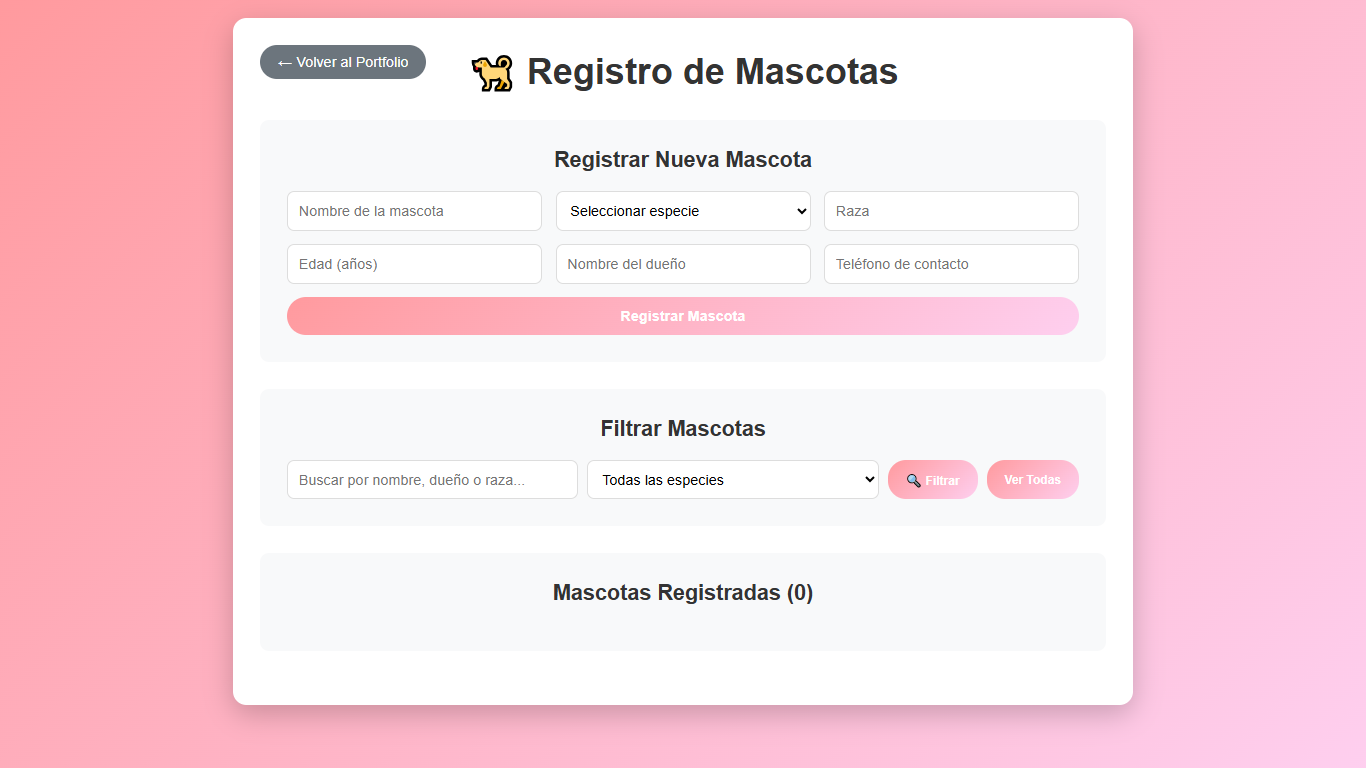 ← Volver al Portfolio
Registro de Mascotas
Registrar Nueva Mascota
Nombre de la mascota
Seleccionar especie
Raza
Edad (años)
Nombre del dueño
Teléfono de contacto
Registrar Mascota
Filtrar Mascotas
Buscar por nombre, dueño o raza...
Todas las especies
Filtrar
Ver Todas
Mascotas Registradas (0)